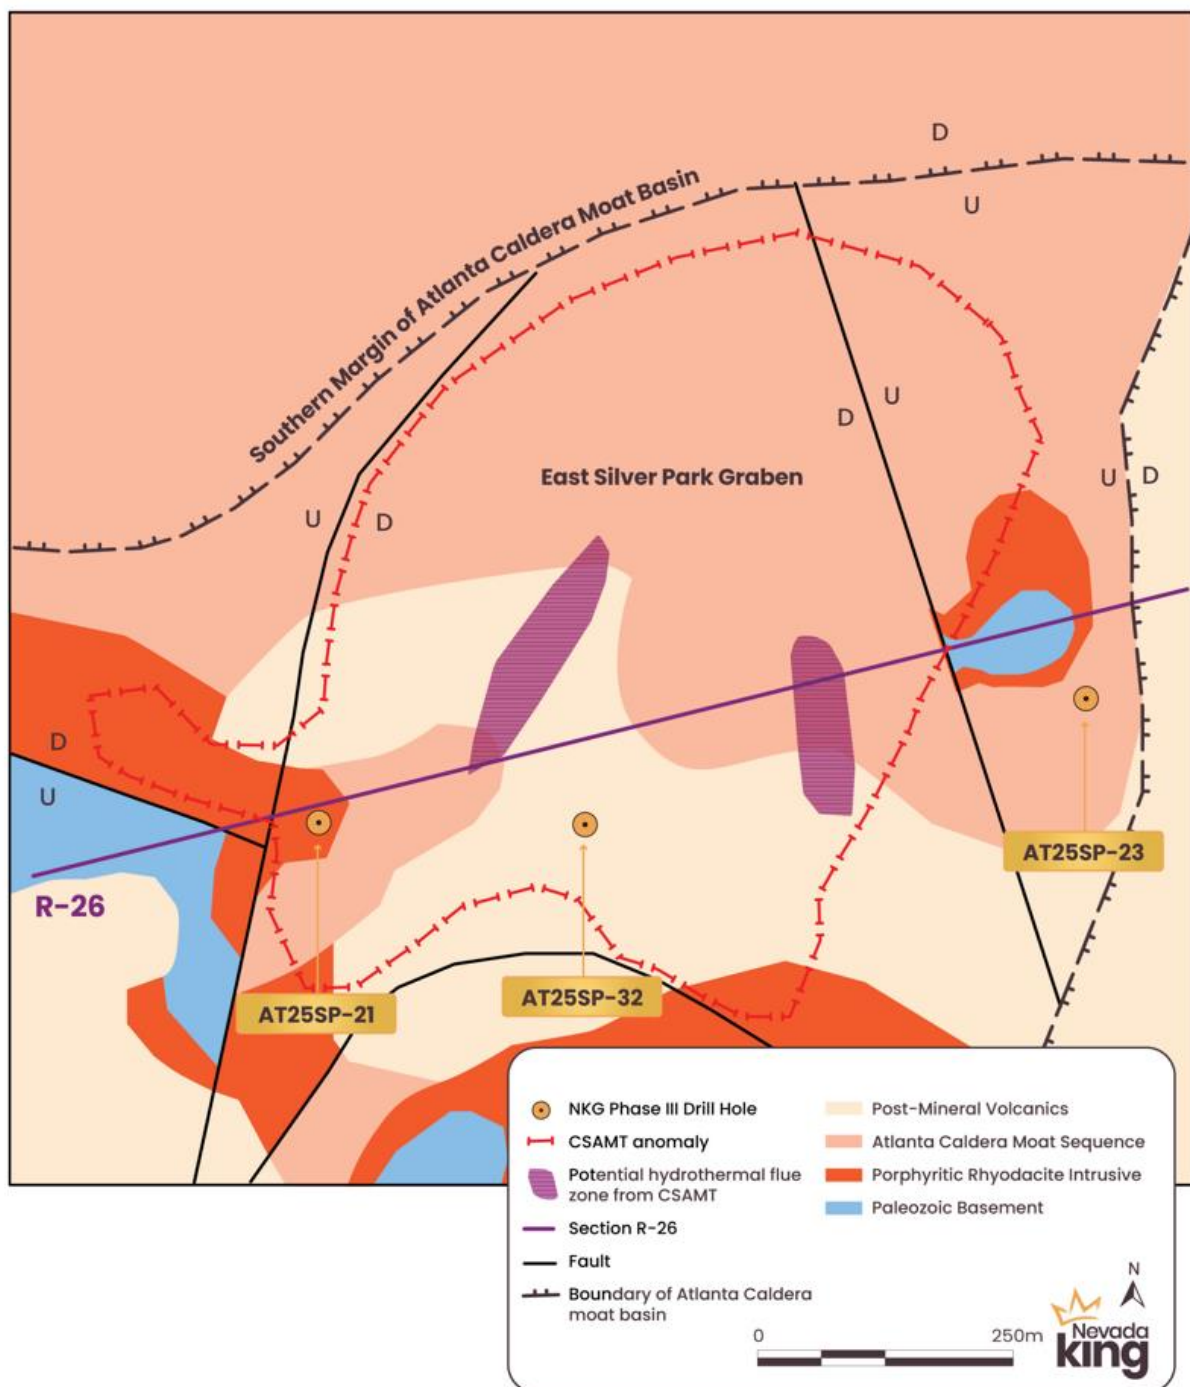 D
U
Southern Margin of Atlanta Caldera Moat Basin
D
U
East Silver Park Graben
U
D
U
D
D
U
R-26
AT25SP-23
AT25SP-32
AT25SP-21
NKG Phase III Drill Hole
CSAMT anomaly
Potential hydrothermal flue
zone from CSAMT
Section R-26
Fault
Boundary of Atlanta Caldera
moat basin
Post-Mineral Volcanics
Atlanta Caldera Moat Sequence
Porphyritic Rhyodacite Intrusive
Paleozoic Basement
N
0
250m
Nevada
king